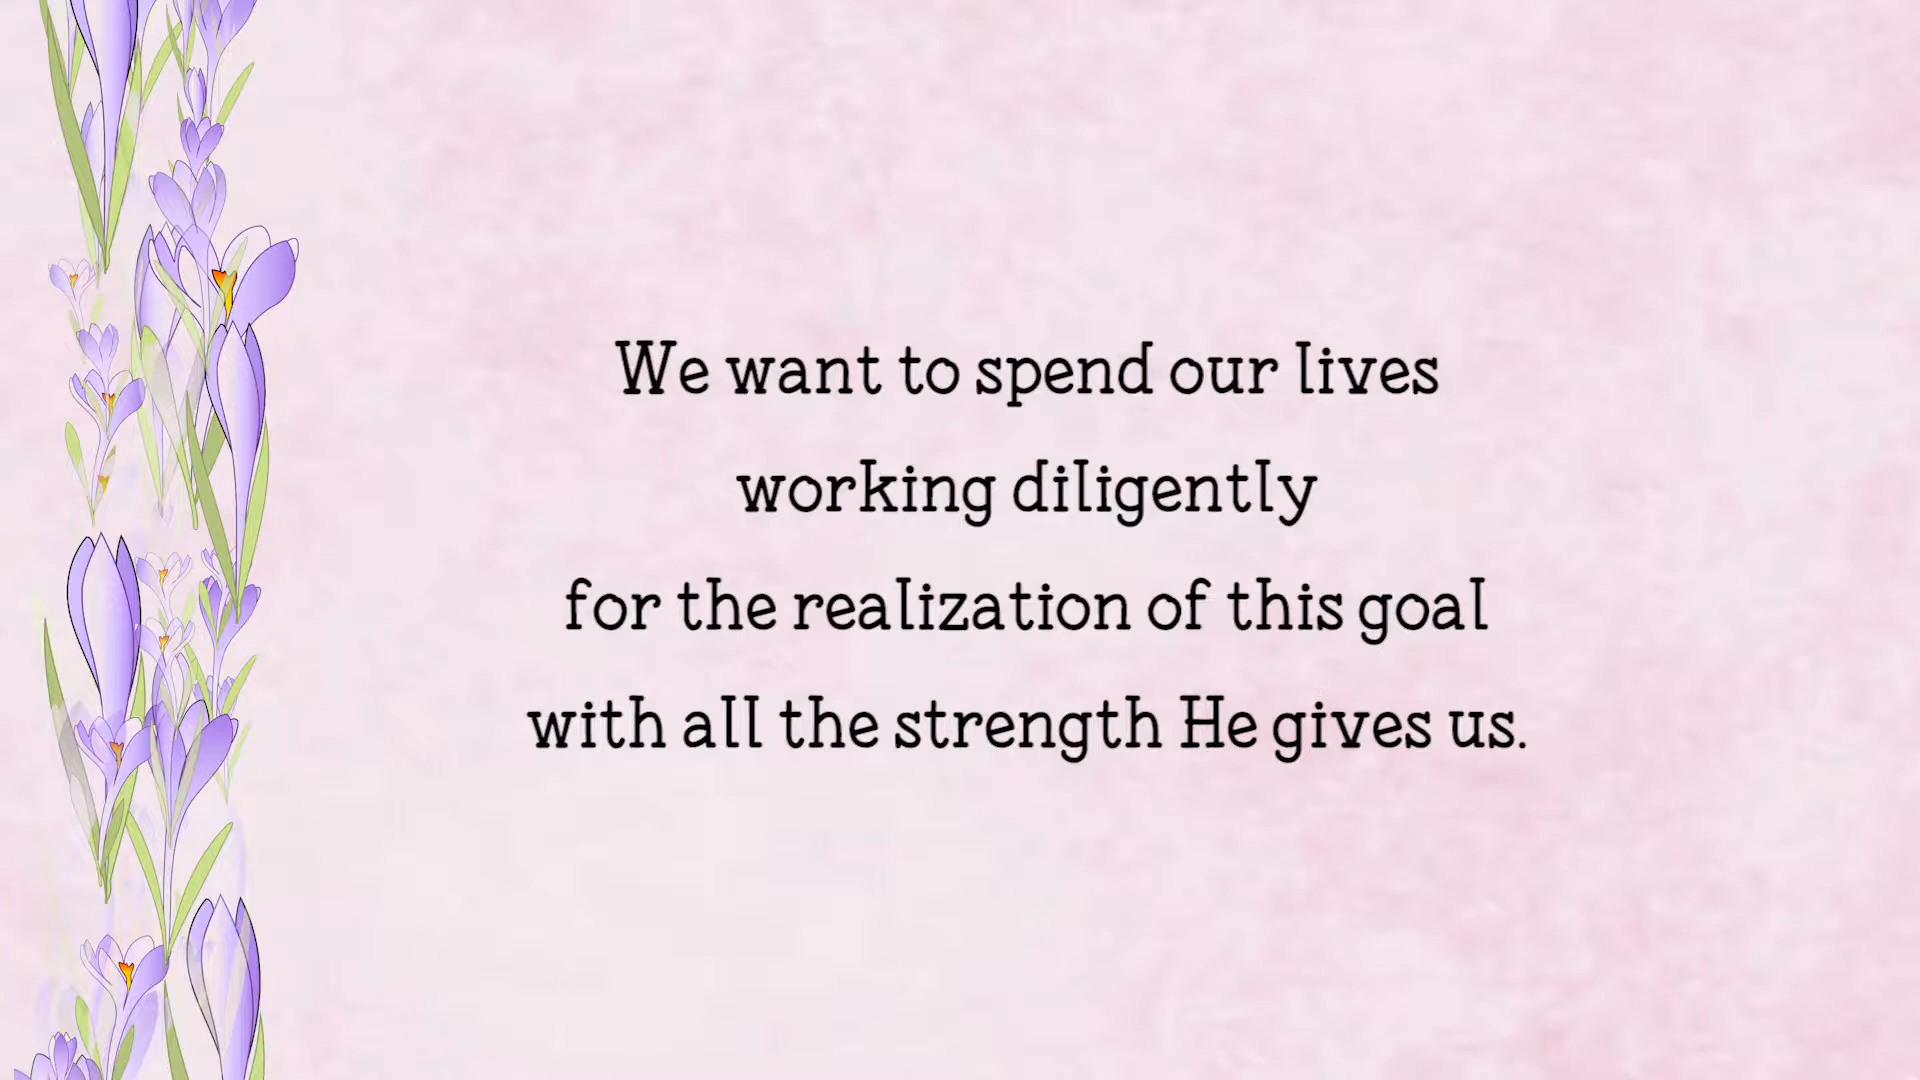 We want to spend our lives
working diligently
for the realization of this goal
with all the strength He gives us.